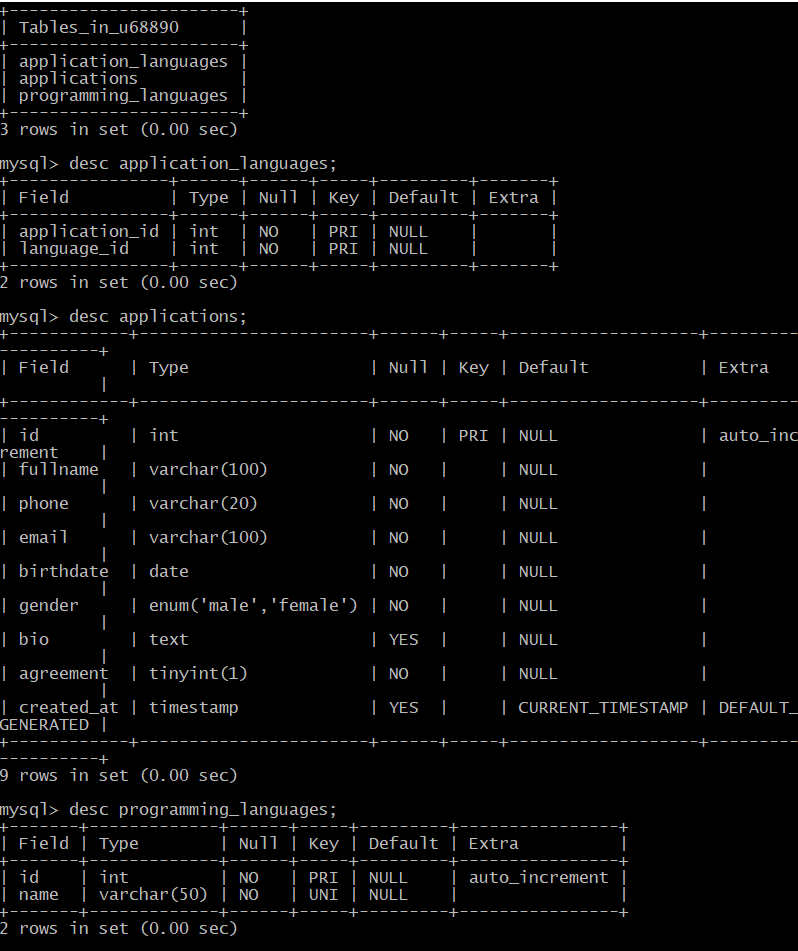 +-----------------------+
| Tables_in_u68890      |
+-----------------------+
| application_languages |
| applications          |
| programming_languages |
+-----------------------+
3 rows in set (0.00 sec)

mysql> desc application_languages;
+----------------+------+------+-----+---------+-------+
| Field          | Type | Null | Key | Default | Extra |
+----------------+------+------+-----+---------+-------+
| application_id | int  | NO   | PRI | NULL    |       |
| language_id    | int  | NO   | PRI | NULL    |       |
+----------------+------+------+-----+---------+-------+
2 rows in set (0.00 sec)

mysql> desc applications;
+------------+-----------------------+------+-----+-------------------+---------
----------+
| Field      | Type                  | Null | Key | Default           | Extra
          |
+------------+-----------------------+------+-----+-------------------+---------
----------+
| id         | int                   | NO   | PRI | NULL              | auto_inc
rement    |
| fullname   | varchar(100)          | NO   |     | NULL              |
          |
| phone      | varchar(20)           | NO   |     | NULL              |
          |
| email      | varchar(100)          | NO   |     | NULL              |
          |
| birthdate  | date                  | NO   |     | NULL              |
          |
| gender     | enum('male','female') | NO   |     | NULL              |
          |
| bio        | text                  | YES  |     | NULL              |
          |
| agreement  | tinyint(1)            | NO   |     | NULL              |
          |
| created_at | timestamp             | YES  |     | CURRENT_TIMESTAMP | DEFAULT_
GENERATED |
+------------+-----------------------+------+-----+-------------------+---------
----------+
9 rows in set (0.00 sec)

mysql> desc programming_languages;
+-------+-------------+------+-----+---------+----------------+
| Field | Type        | Null | Key | Default | Extra          |
+-------+-------------+------+-----+---------+----------------+
| id    | int         | NO   | PRI | NULL    | auto_increment |
| name  | varchar(50) | NO   | UNI | NULL    |                |
+-------+-------------+------+-----+---------+----------------+
2 rows in set (0.00 sec)